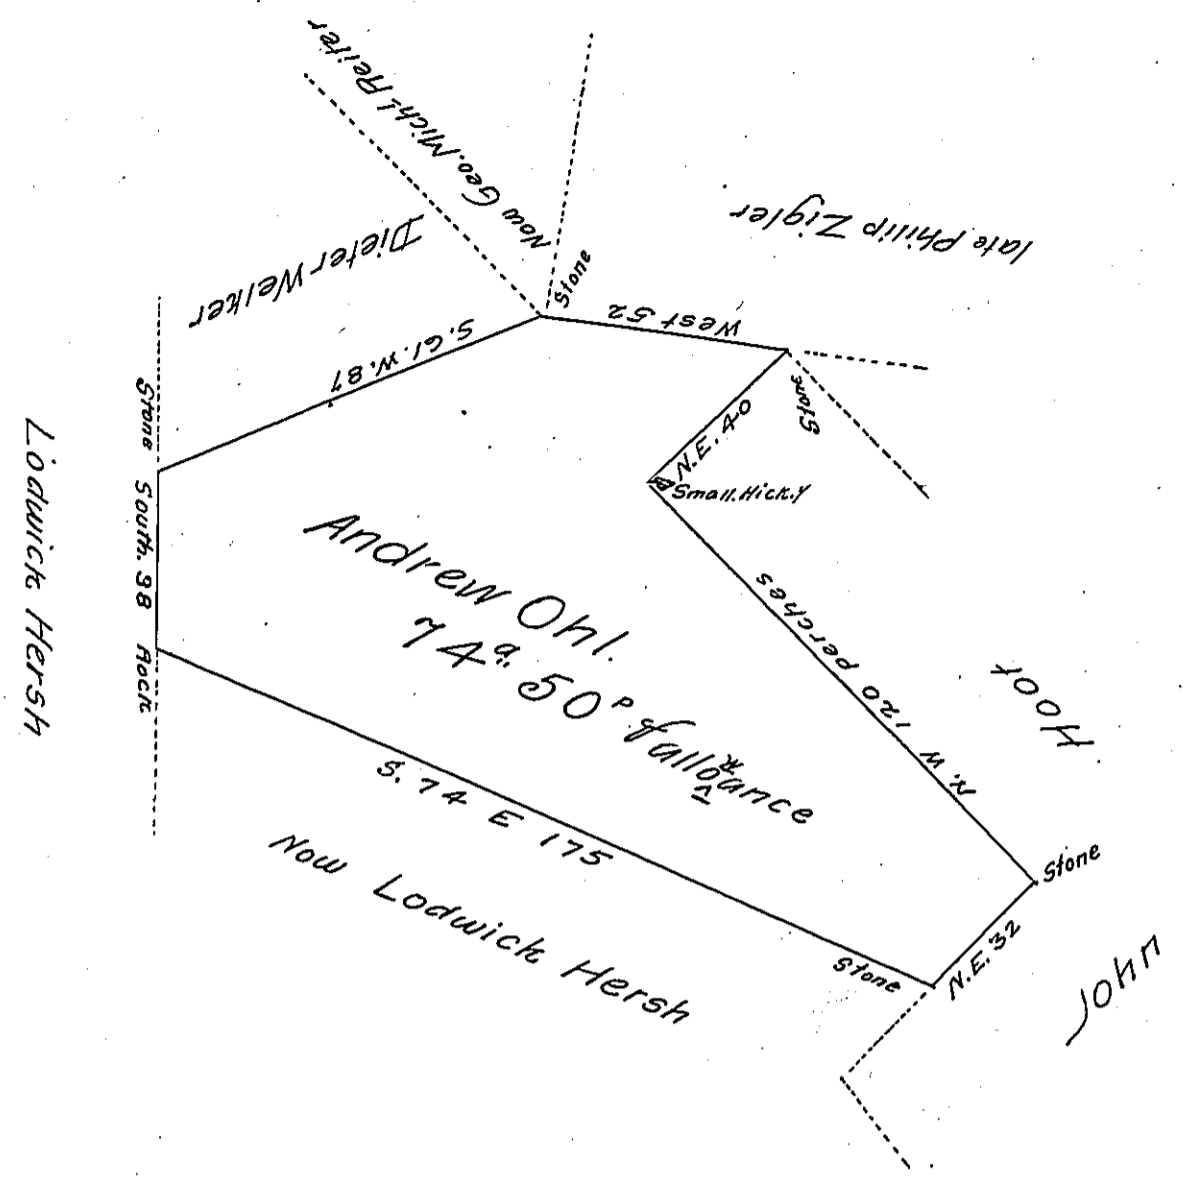 Now Geo. Michl Reiter
late Philip Zigler
Dieter Welker
Stone
West 52
S. 61. W. 87
Stone
Stone
N.E. 40
Small. Hick.y
Lodwick Hersh
South. 38
Rock
Andrew Ohl.
74a.. 50P & allowance
N.W 120 perches
Hoof
S. 74 E 175
Now Lodwick Hersh
Stone
Stone
N.E. 32
John